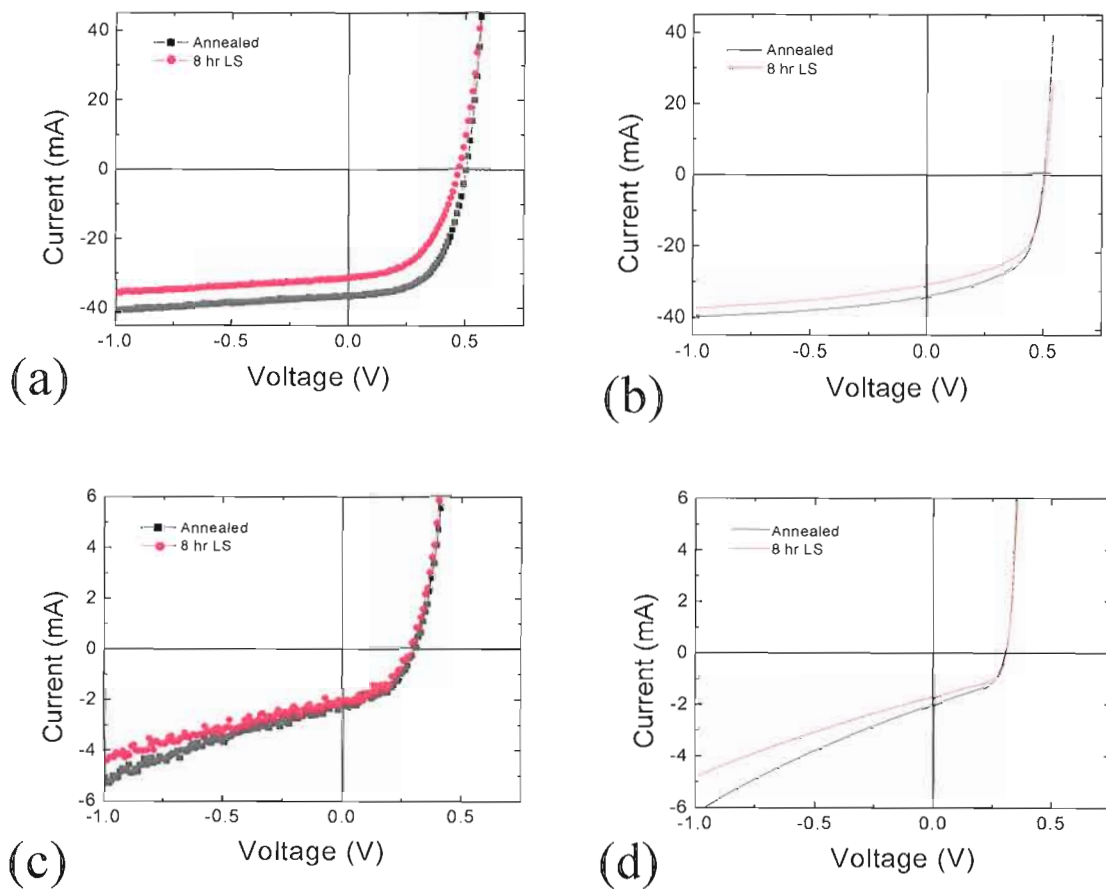 Current (mA)
40
20
0
-20
-40
Annealed
8 hr LS
-1.0 -0.5 0.0 0.5
Voltage (V)
(a)
Current (mA)
40
20
0
-20
-40
Annealed
8 hr LS
-1.0 -0.5 0.0 0.5
Voltage (V)
(b)
Current (mA)
6
4
2
0
-2
-4
-6
Annealed
8 hr LS
-1.0 -0.5 0.0 0.5
Voltage (V)
(c)
Current (mA)
6
4
2
0
-2
-4
-6
Annealed
8 hr LS
-1.0 -0.5 0.0 0.5
Voltage (V)
(d)